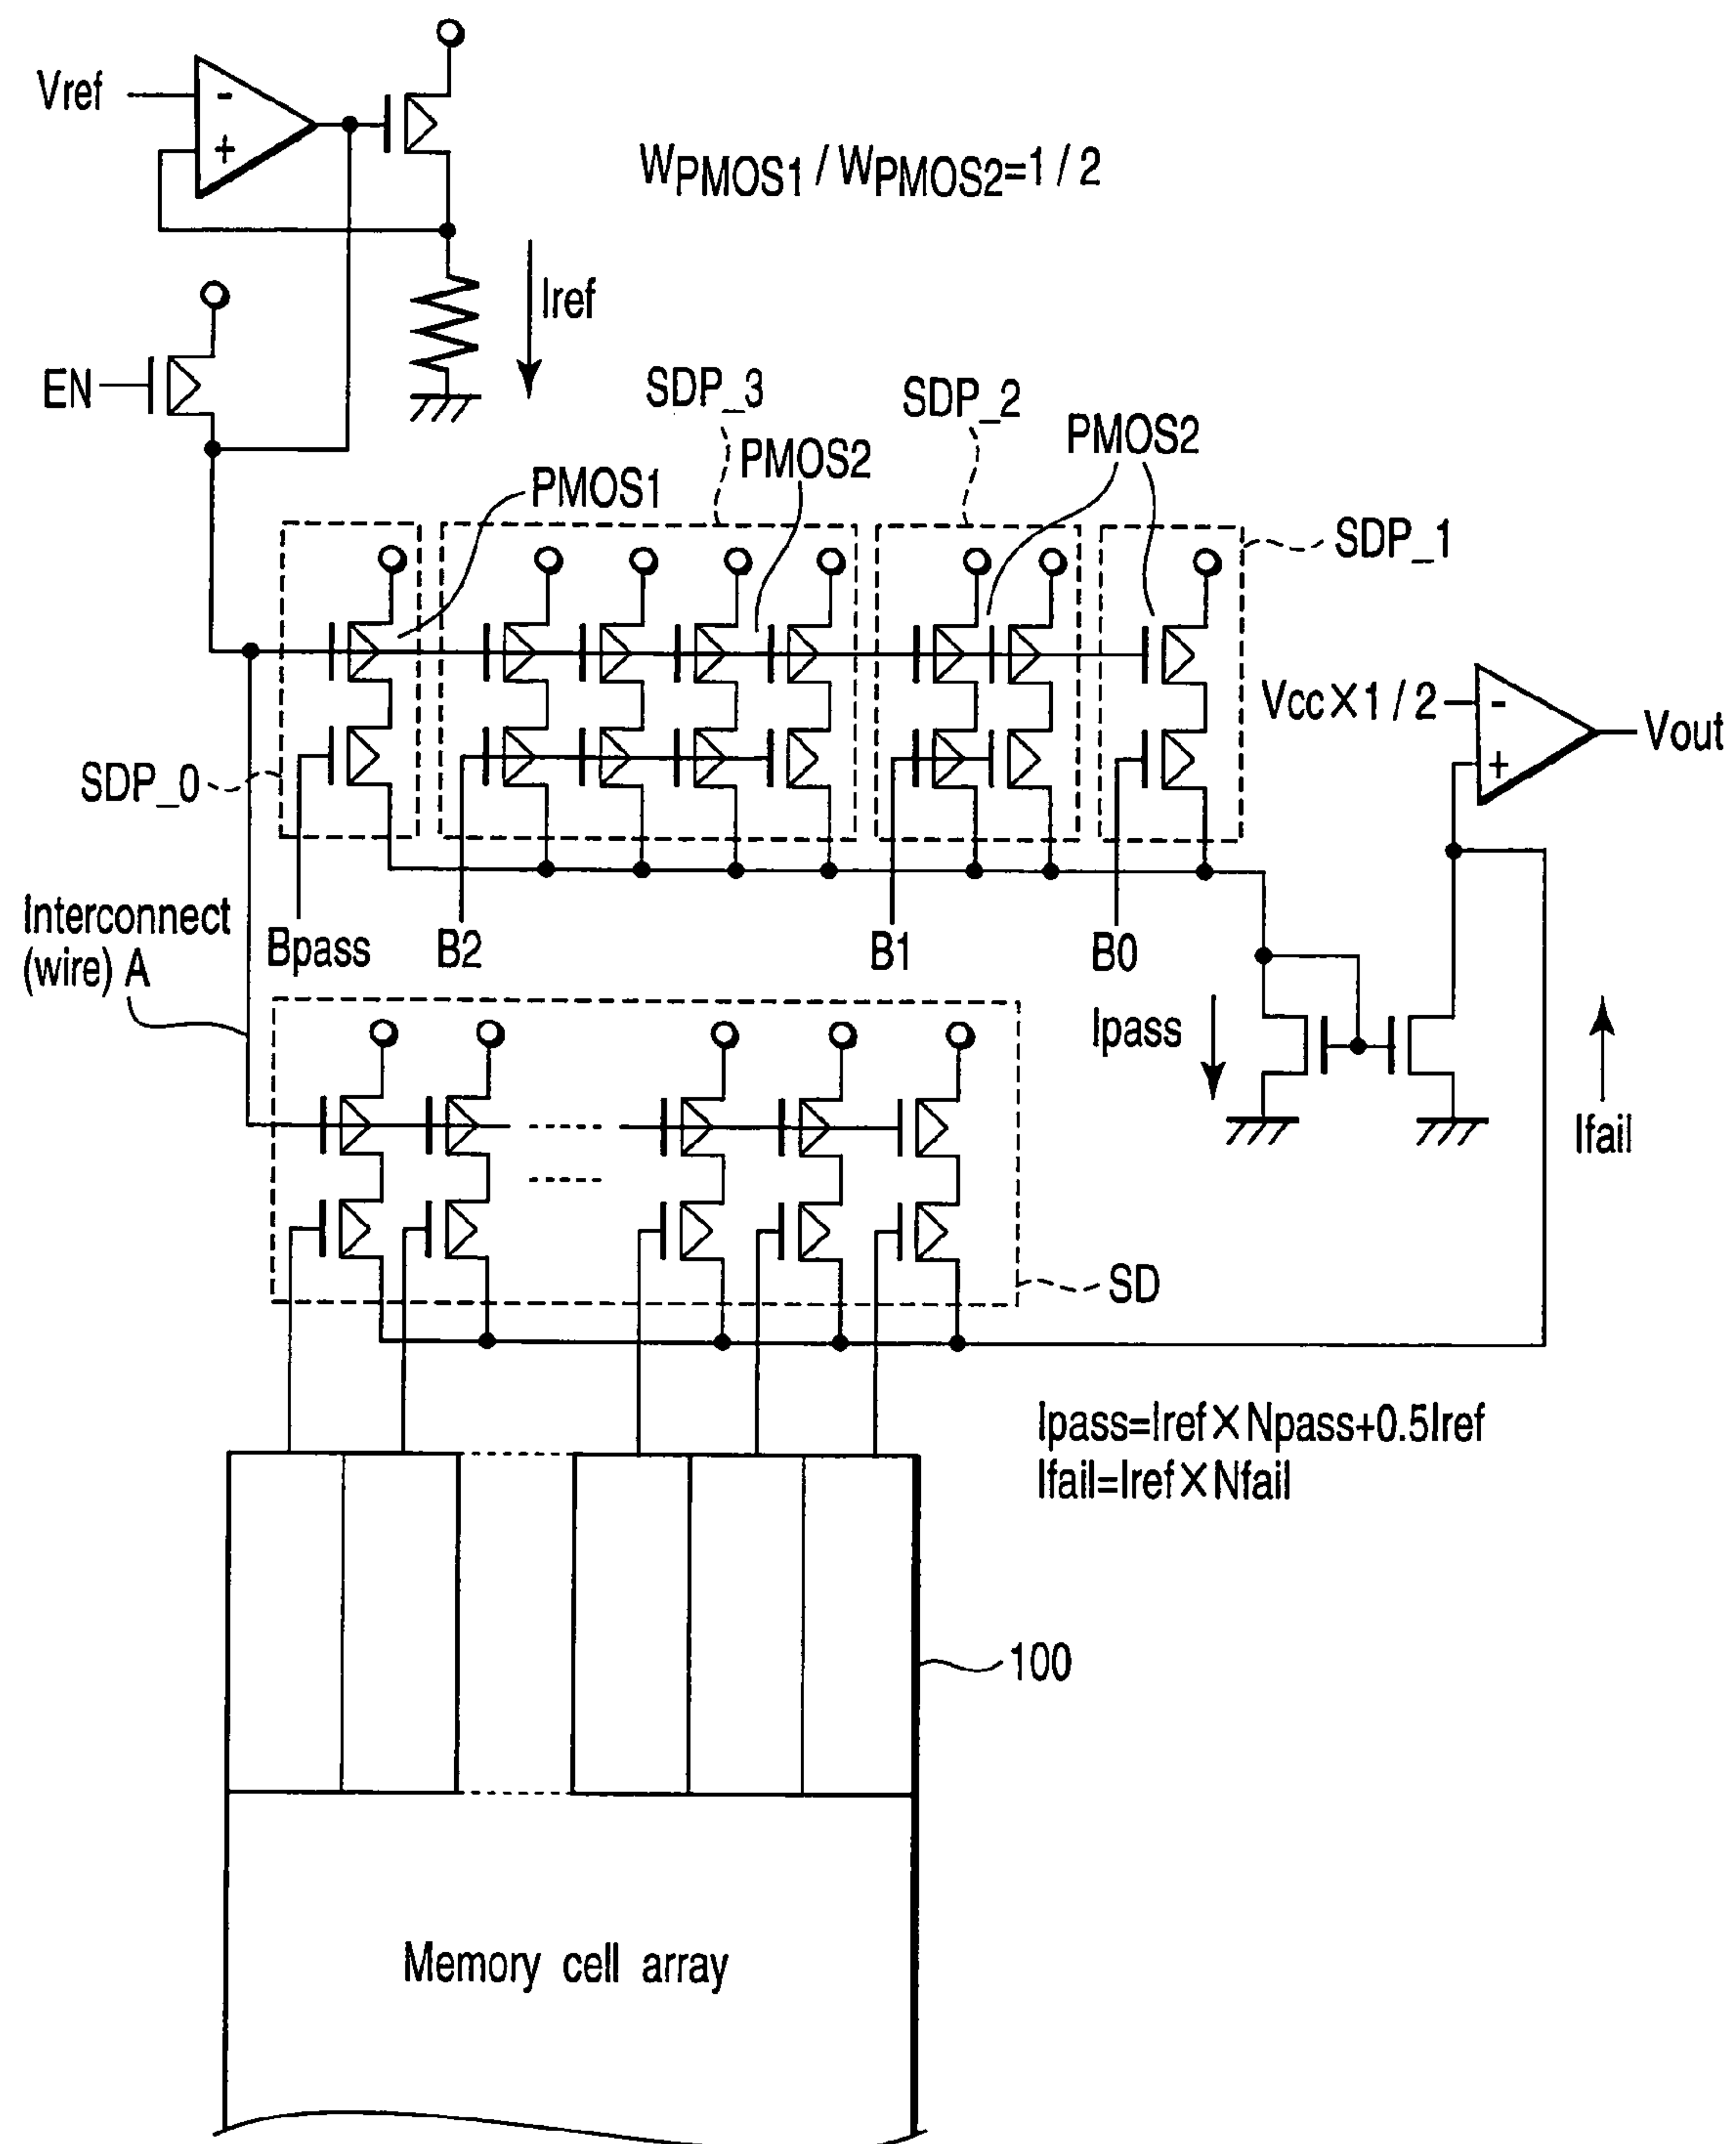 Vref
-
+
WPMOS1 / WPMOS2=1 / 2
Iref
EN
SDP_3
SDP_2
PMOS2
PMOS2
PMOS1
SDP_1
Vcc×1 / 2
-
+
Vout
SDP_0
Interconnect
(wire) A
Bpass
B2
B1
B0
Ipass
Ifail
SD
Ipass=Iref×Npass+0.5Iref
Ifail=Iref×Nfail
100
Memory cell array